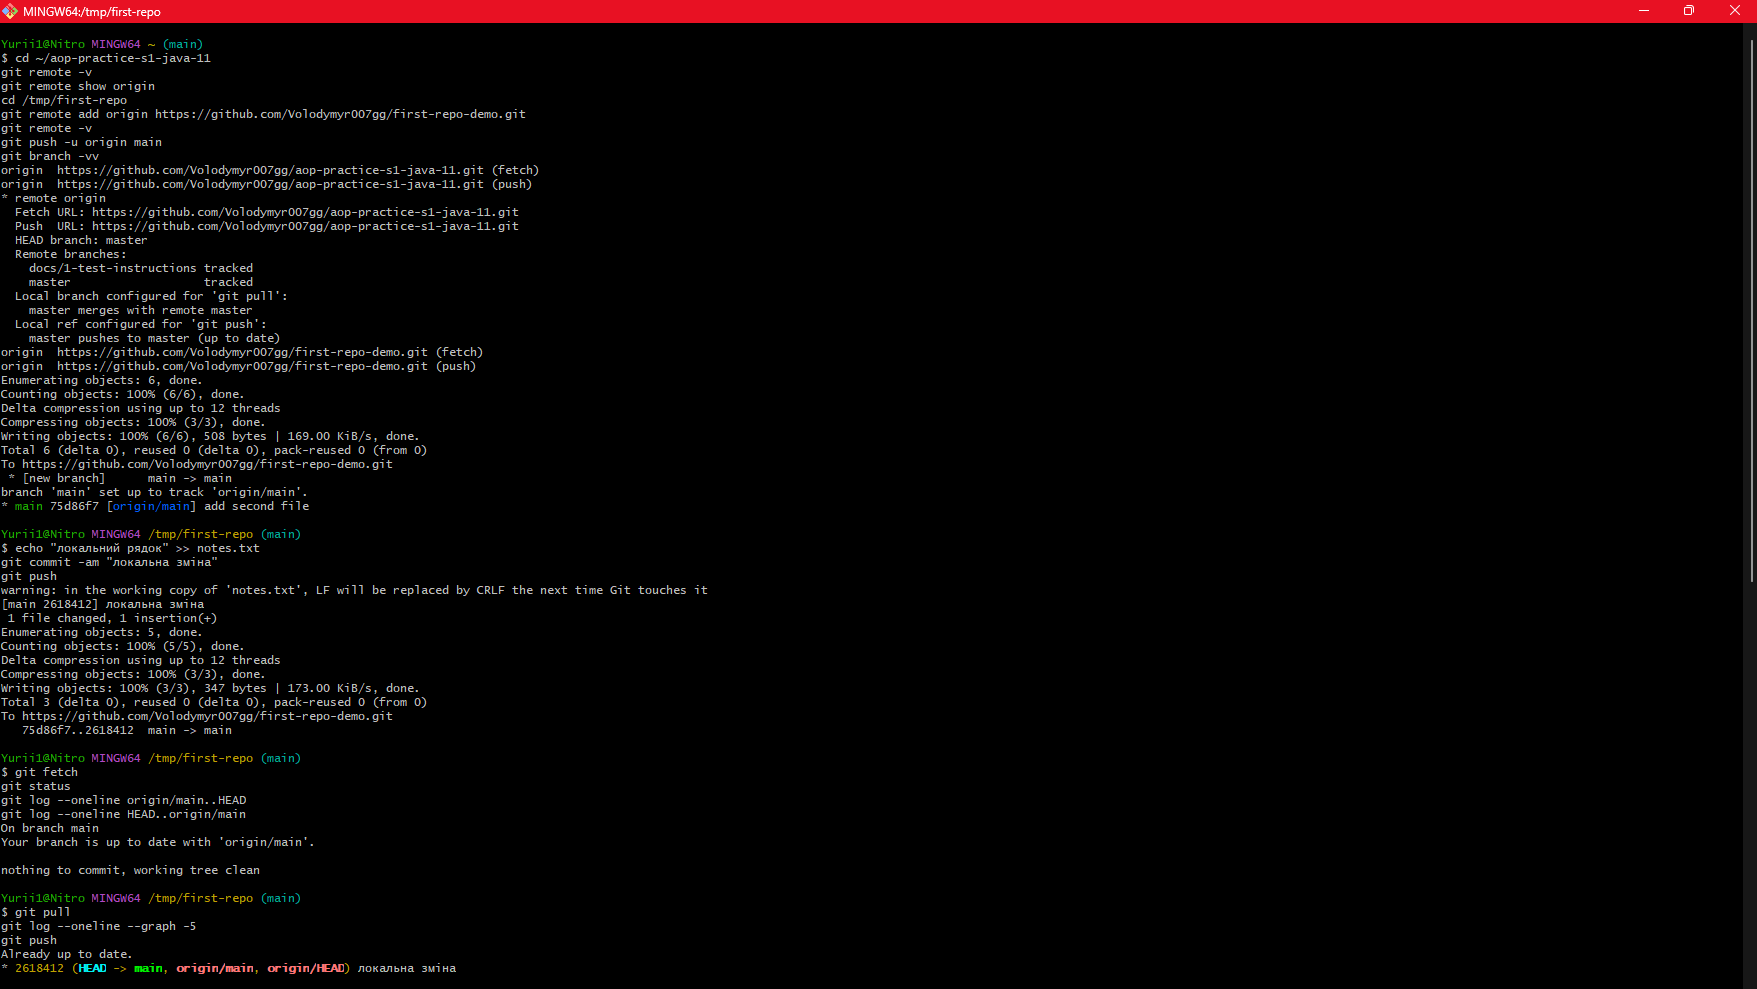 MINGW64:/tmp/first-repo
Yurii1@Nitro MINGW64 ~ (main)
$ cd ~/aop-practice-s1-java-11
git remote -v
git remote show origin
cd /tmp/first-repo
git remote add origin https://github.com/Volodymyr007gg/first-repo-demo.git
git remote -v
git push -u origin main
git branch -vv
origin  https://github.com/Volodymyr007gg/aop-practice-s1-java-11.git (fetch)
origin  https://github.com/Volodymyr007gg/aop-practice-s1-java-11.git (push)
* remote origin
  Fetch URL: https://github.com/Volodymyr007gg/aop-practice-s1-java-11.git
  Push  URL: https://github.com/Volodymyr007gg/aop-practice-s1-java-11.git
  HEAD branch: master
  Remote branches:
    docs/1-test-instructions tracked
    master                   tracked
  Local branch configured for 'git pull':
    master merges with remote master
  Local ref configured for 'git push':
    master pushes to master (up to date)
origin  https://github.com/Volodymyr007gg/first-repo-demo.git (fetch)
origin  https://github.com/Volodymyr007gg/first-repo-demo.git (push)
Enumerating objects: 6, done.
Counting objects: 100% (6/6), done.
Delta compression using up to 12 threads
Compressing objects: 100% (3/3), done.
Writing objects: 100% (6/6), 508 bytes | 169.00 KiB/s, done.
Total 6 (delta 0), reused 0 (delta 0), pack-reused 0 (from 0)
To https://github.com/Volodymyr007gg/first-repo-demo.git
 * [new branch]      main -> main
branch 'main' set up to track 'origin/main'.
* main 75d86f7 [origin/main] add second file
Yurii1@Nitro MINGW64 /tmp/first-repo (main)
$ echo "локальний рядок" >> notes.txt
git commit -am "локальна зміна"
git push
warning: in the working copy of 'notes.txt', LF will be replaced by CRLF the next time Git touches it
[main 2618412] локальна зміна
 1 file changed, 1 insertion(+)
Enumerating objects: 5, done.
Counting objects: 100% (5/5), done.
Delta compression using up to 12 threads
Compressing objects: 100% (3/3), done.
Writing objects: 100% (3/3), 347 bytes | 173.00 KiB/s, done.
Total 3 (delta 0), reused 0 (delta 0), pack-reused 0 (from 0)
To https://github.com/Volodymyr007gg/first-repo-demo.git
   75d86f7..2618412  main -> main
Yurii1@Nitro MINGW64 /tmp/first-repo (main)
$ git fetch
git status
git log --oneline origin/main..HEAD
git log --oneline HEAD..origin/main
On branch main
Your branch is up to date with 'origin/main'.
nothing to commit, working tree clean
Yurii1@Nitro MINGW64 /tmp/first-repo (main)
$ git pull
git log --oneline --graph -5
git push
Already up to date.
* 2618412 (HEAD -> main, origin/main, origin/HEAD) локальна зміна